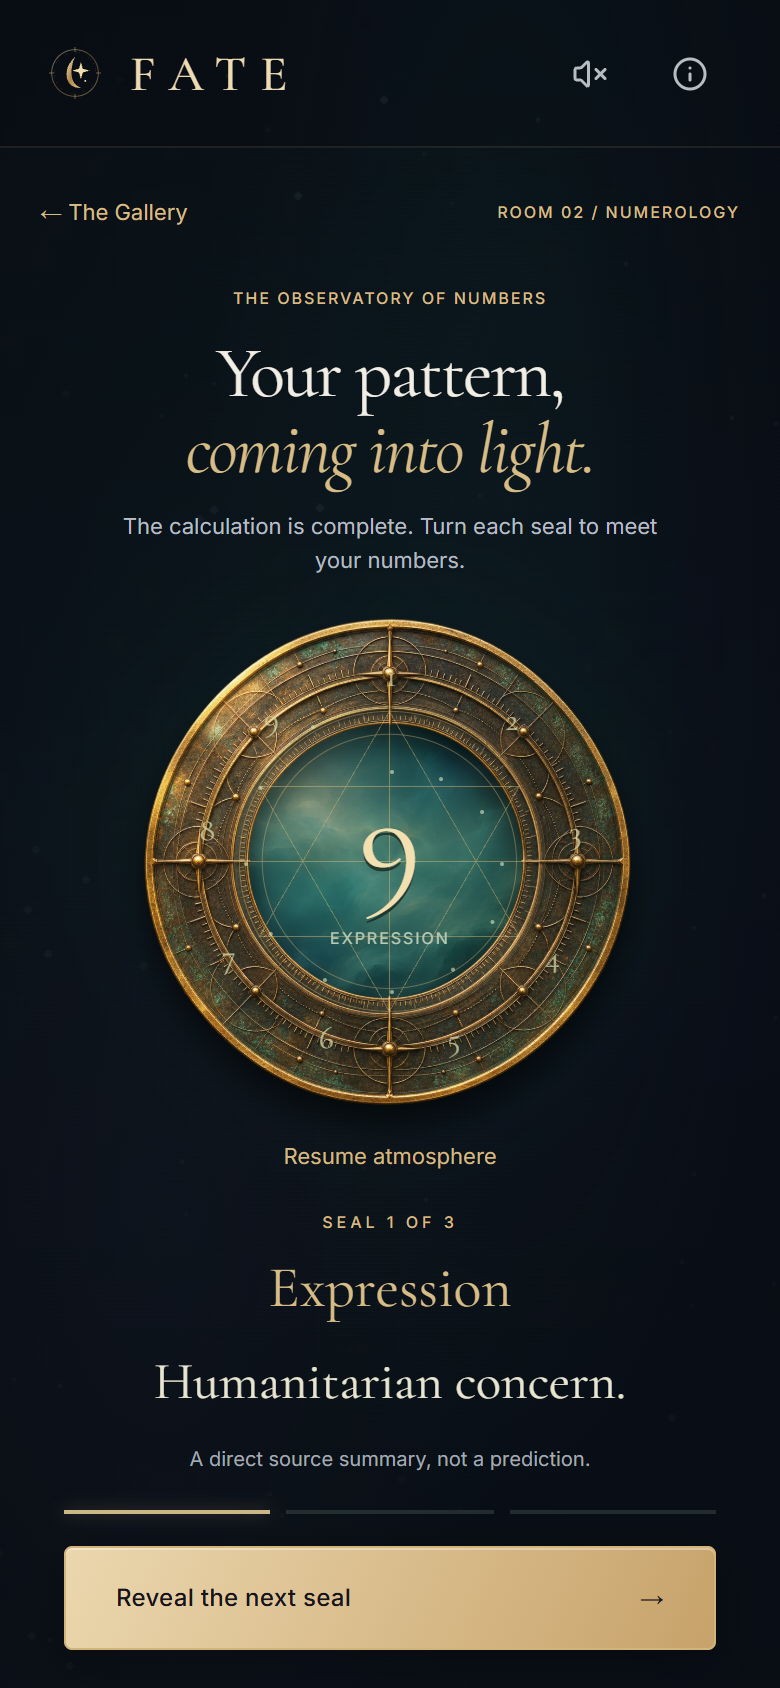 FATE
← The Gallery
ROOM 02 / NUMEROLOGY
THE OBSERVATORY OF NUMBERS
Your pattern,
coming into light.
The calculation is complete. Turn each seal to meet
your numbers.
1
9
2
8
3
9
EXPRESSION
7
4
6
5
Resume atmosphere
SEAL 1 OF 3
Expression
Humanitarian concern.
A direct source summary, not a prediction.
Reveal the next seal →